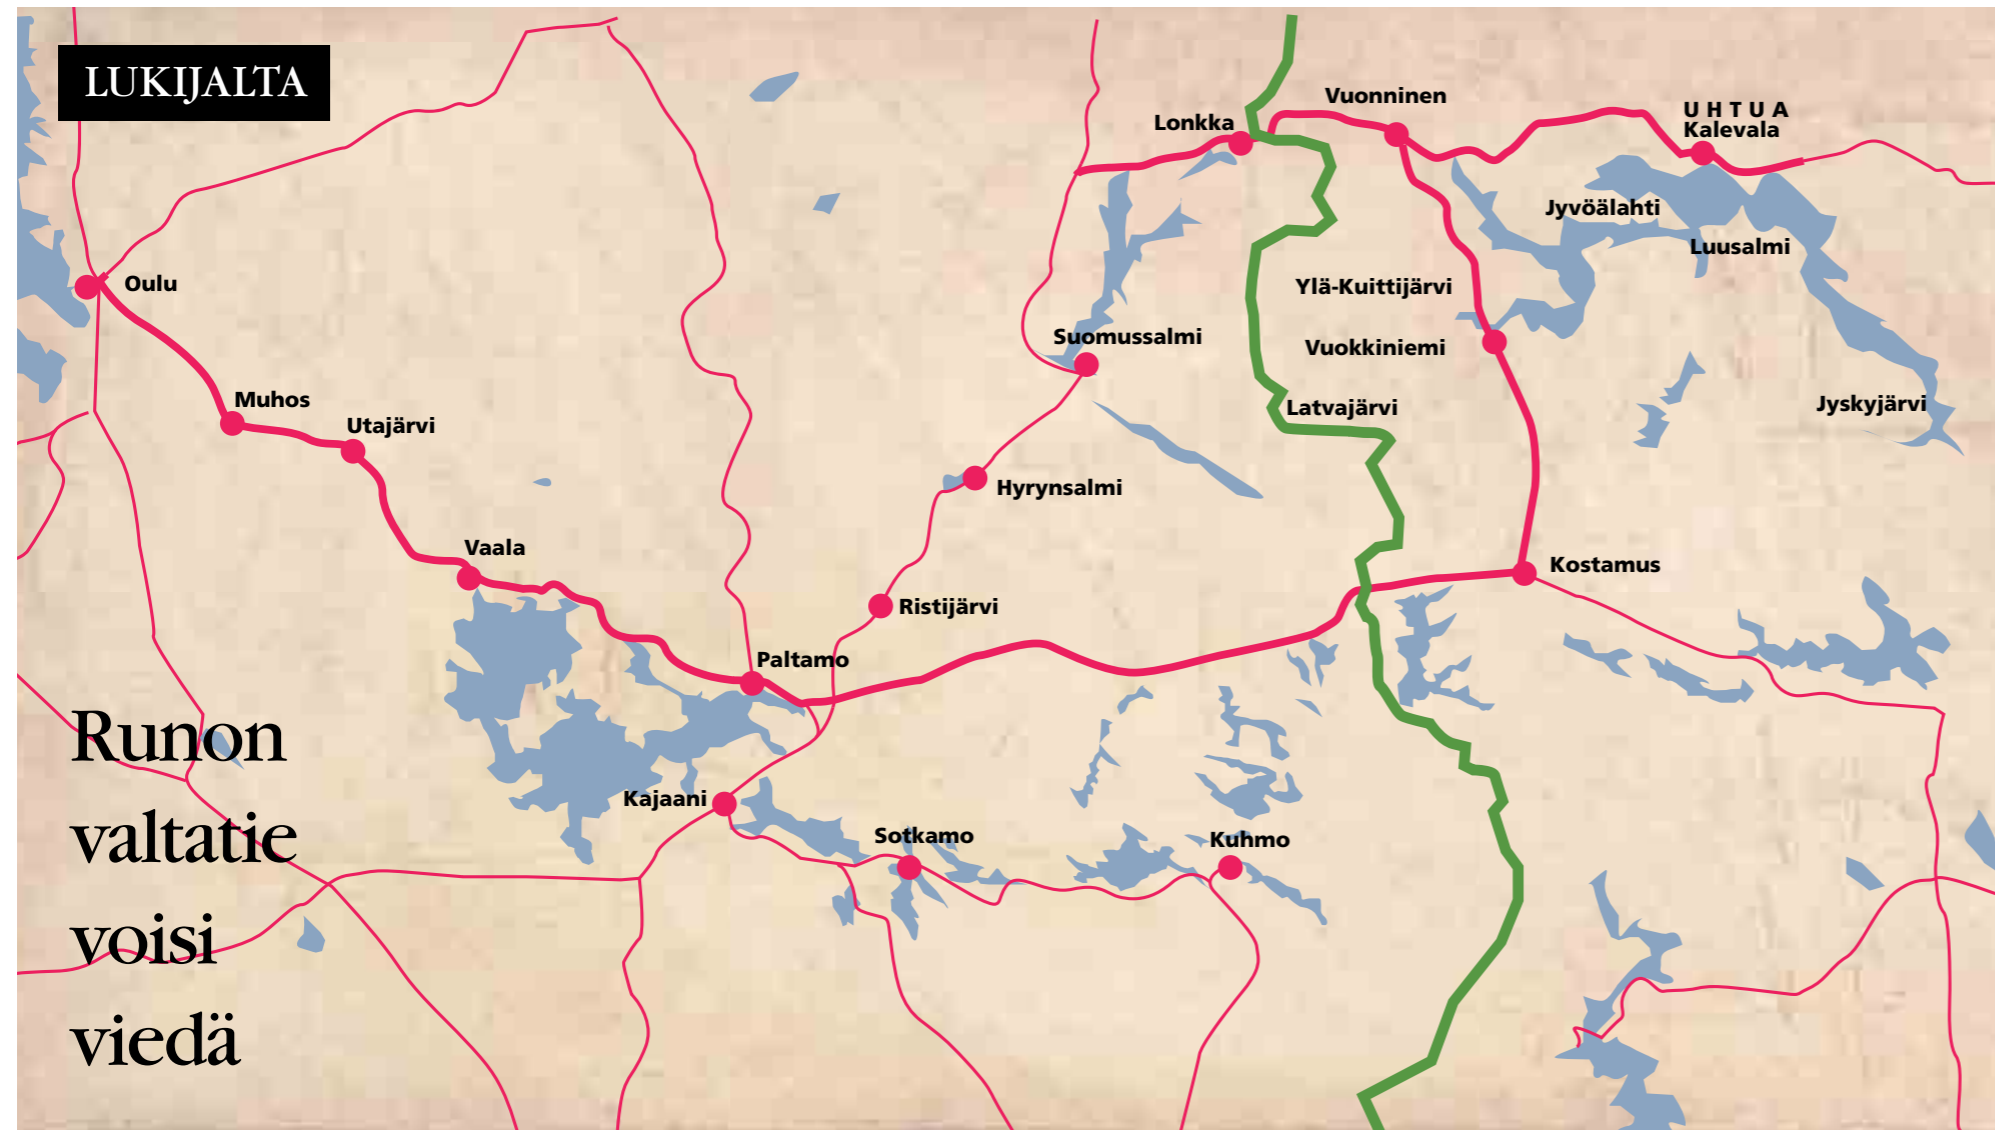 LUKIJALTA
Vuonninen
UHTUA
Kalevala
Lonkka
Jyvöälahti
Luusalmi
Oulu
Ylä-Kuittijärvi
Suomussalmi
Vuokkiniemi
Muhos
Utajärvi
Latvajärvi
Jyskyjärvi
Hyrynsalmi
Vaala
Kostamus
Ristijärvi
Paltamo
Kajaani
Sotkamo
Kuhmo
Runon
valtatie
voisi
viedä